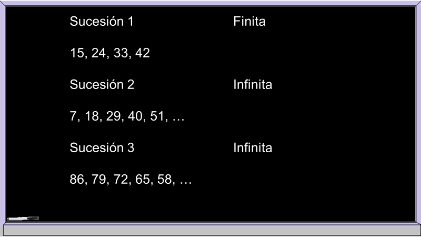 Sucesión 1 Finita
15, 24, 33, 42
Sucesión 2 Infinita
7, 18, 29, 40, 51, …
Sucesión 3 Infinita
86, 79, 72, 65, 58, …